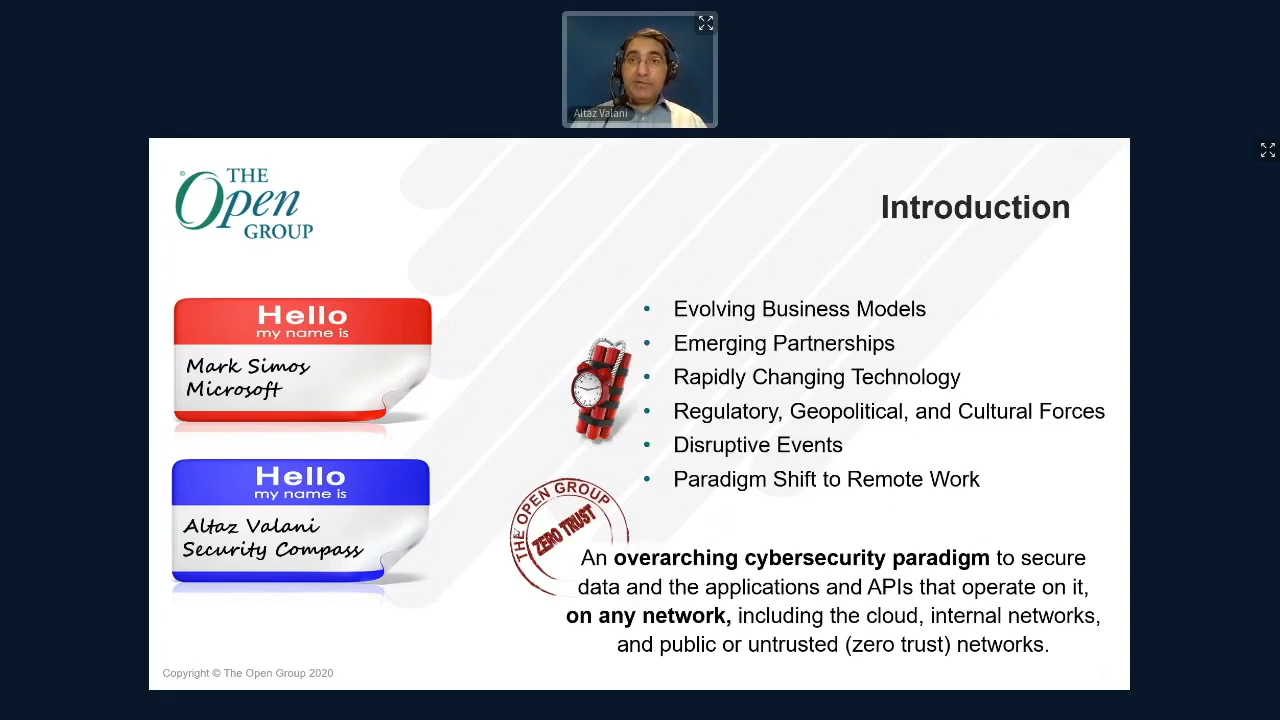 Altaz Valani
THE
Open
GROUP
®
Introduction
Hello
my name is
Mark Simos
Microsoft
Hello
my name is
Altaz Valani
Security Compass
• Evolving Business Models
• Emerging Partnerships
• Rapidly Changing Technology
• Regulatory, Geopolitical, and Cultural Forces
• Disruptive Events
• Paradigm Shift to Remote Work
THE OPEN GROUP
ZERO TRUST
An overarching cybersecurity paradigm to secure
data and the applications and APIs that operate on it,
on any network, including the cloud, internal networks,
and public or untrusted (zero trust) networks.
Copyright © The Open Group 2020